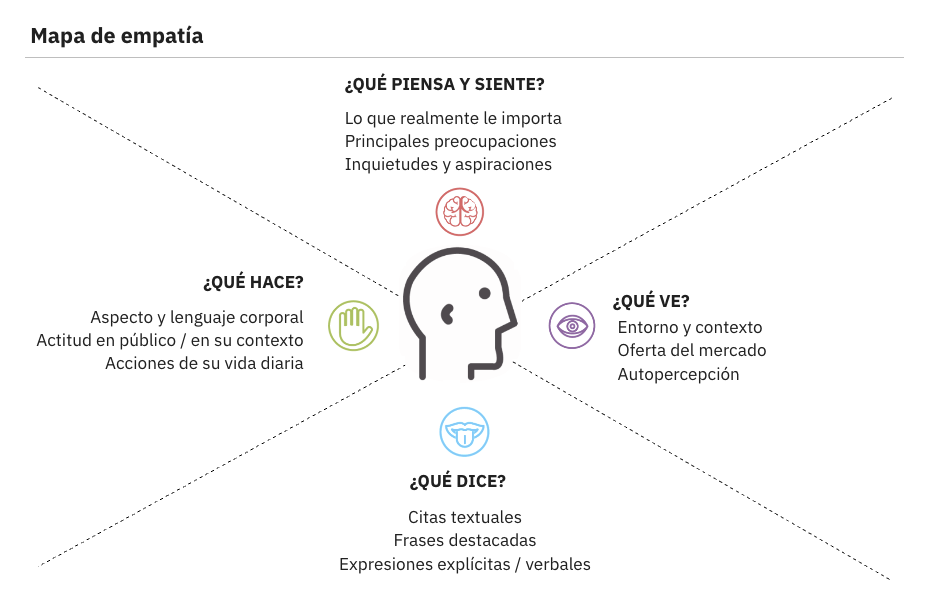 Mapa de empatía
¿QUÉ PIENSA Y SIENTE?
Lo que realmente le importa
Principales preocupaciones
Inquietudes y aspiraciones
¿QUÉ HACE?
Aspecto y lenguaje corporal
Actitud en público / en su contexto
Acciones de su vida diaria
¿QUÉ VE?
Entorno y contexto
Oferta del mercado
Autopercepción
¿QUÉ DICE?
Citas textuales
Frases destacadas
Expresiones explícitas / verbales